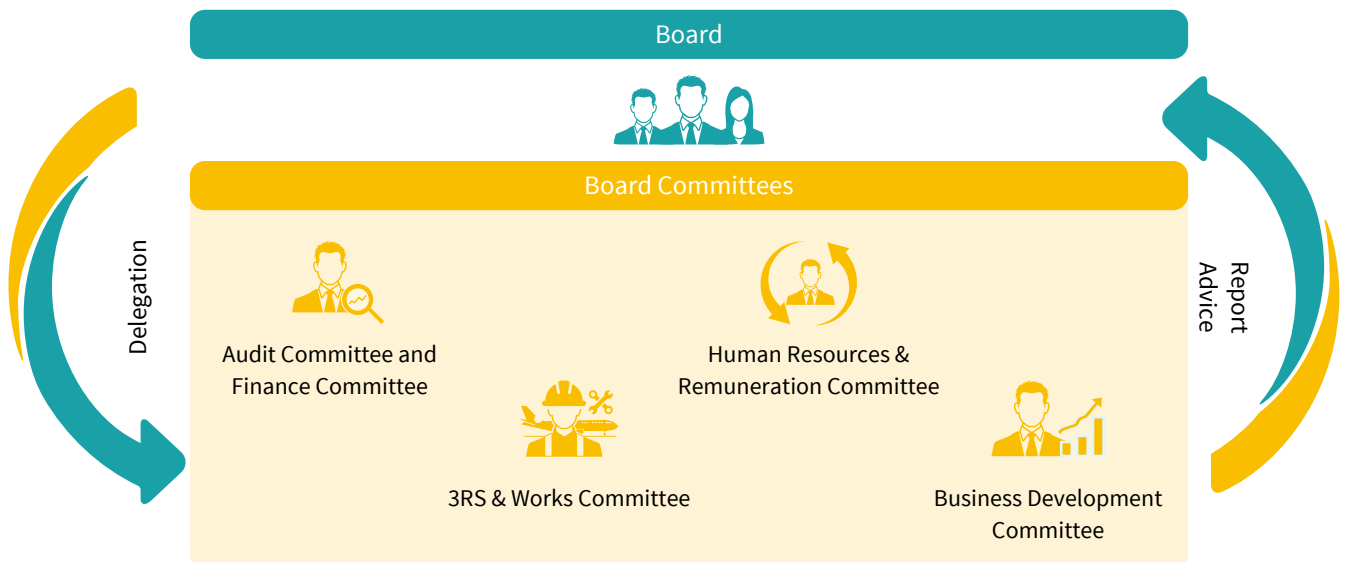 Board
Board Committees
Delegation
Report
Advice
Audit Committee and
Finance Committee
Human Resources &
Remuneration Committee
3RS & Works Committee
Business Development
Committee